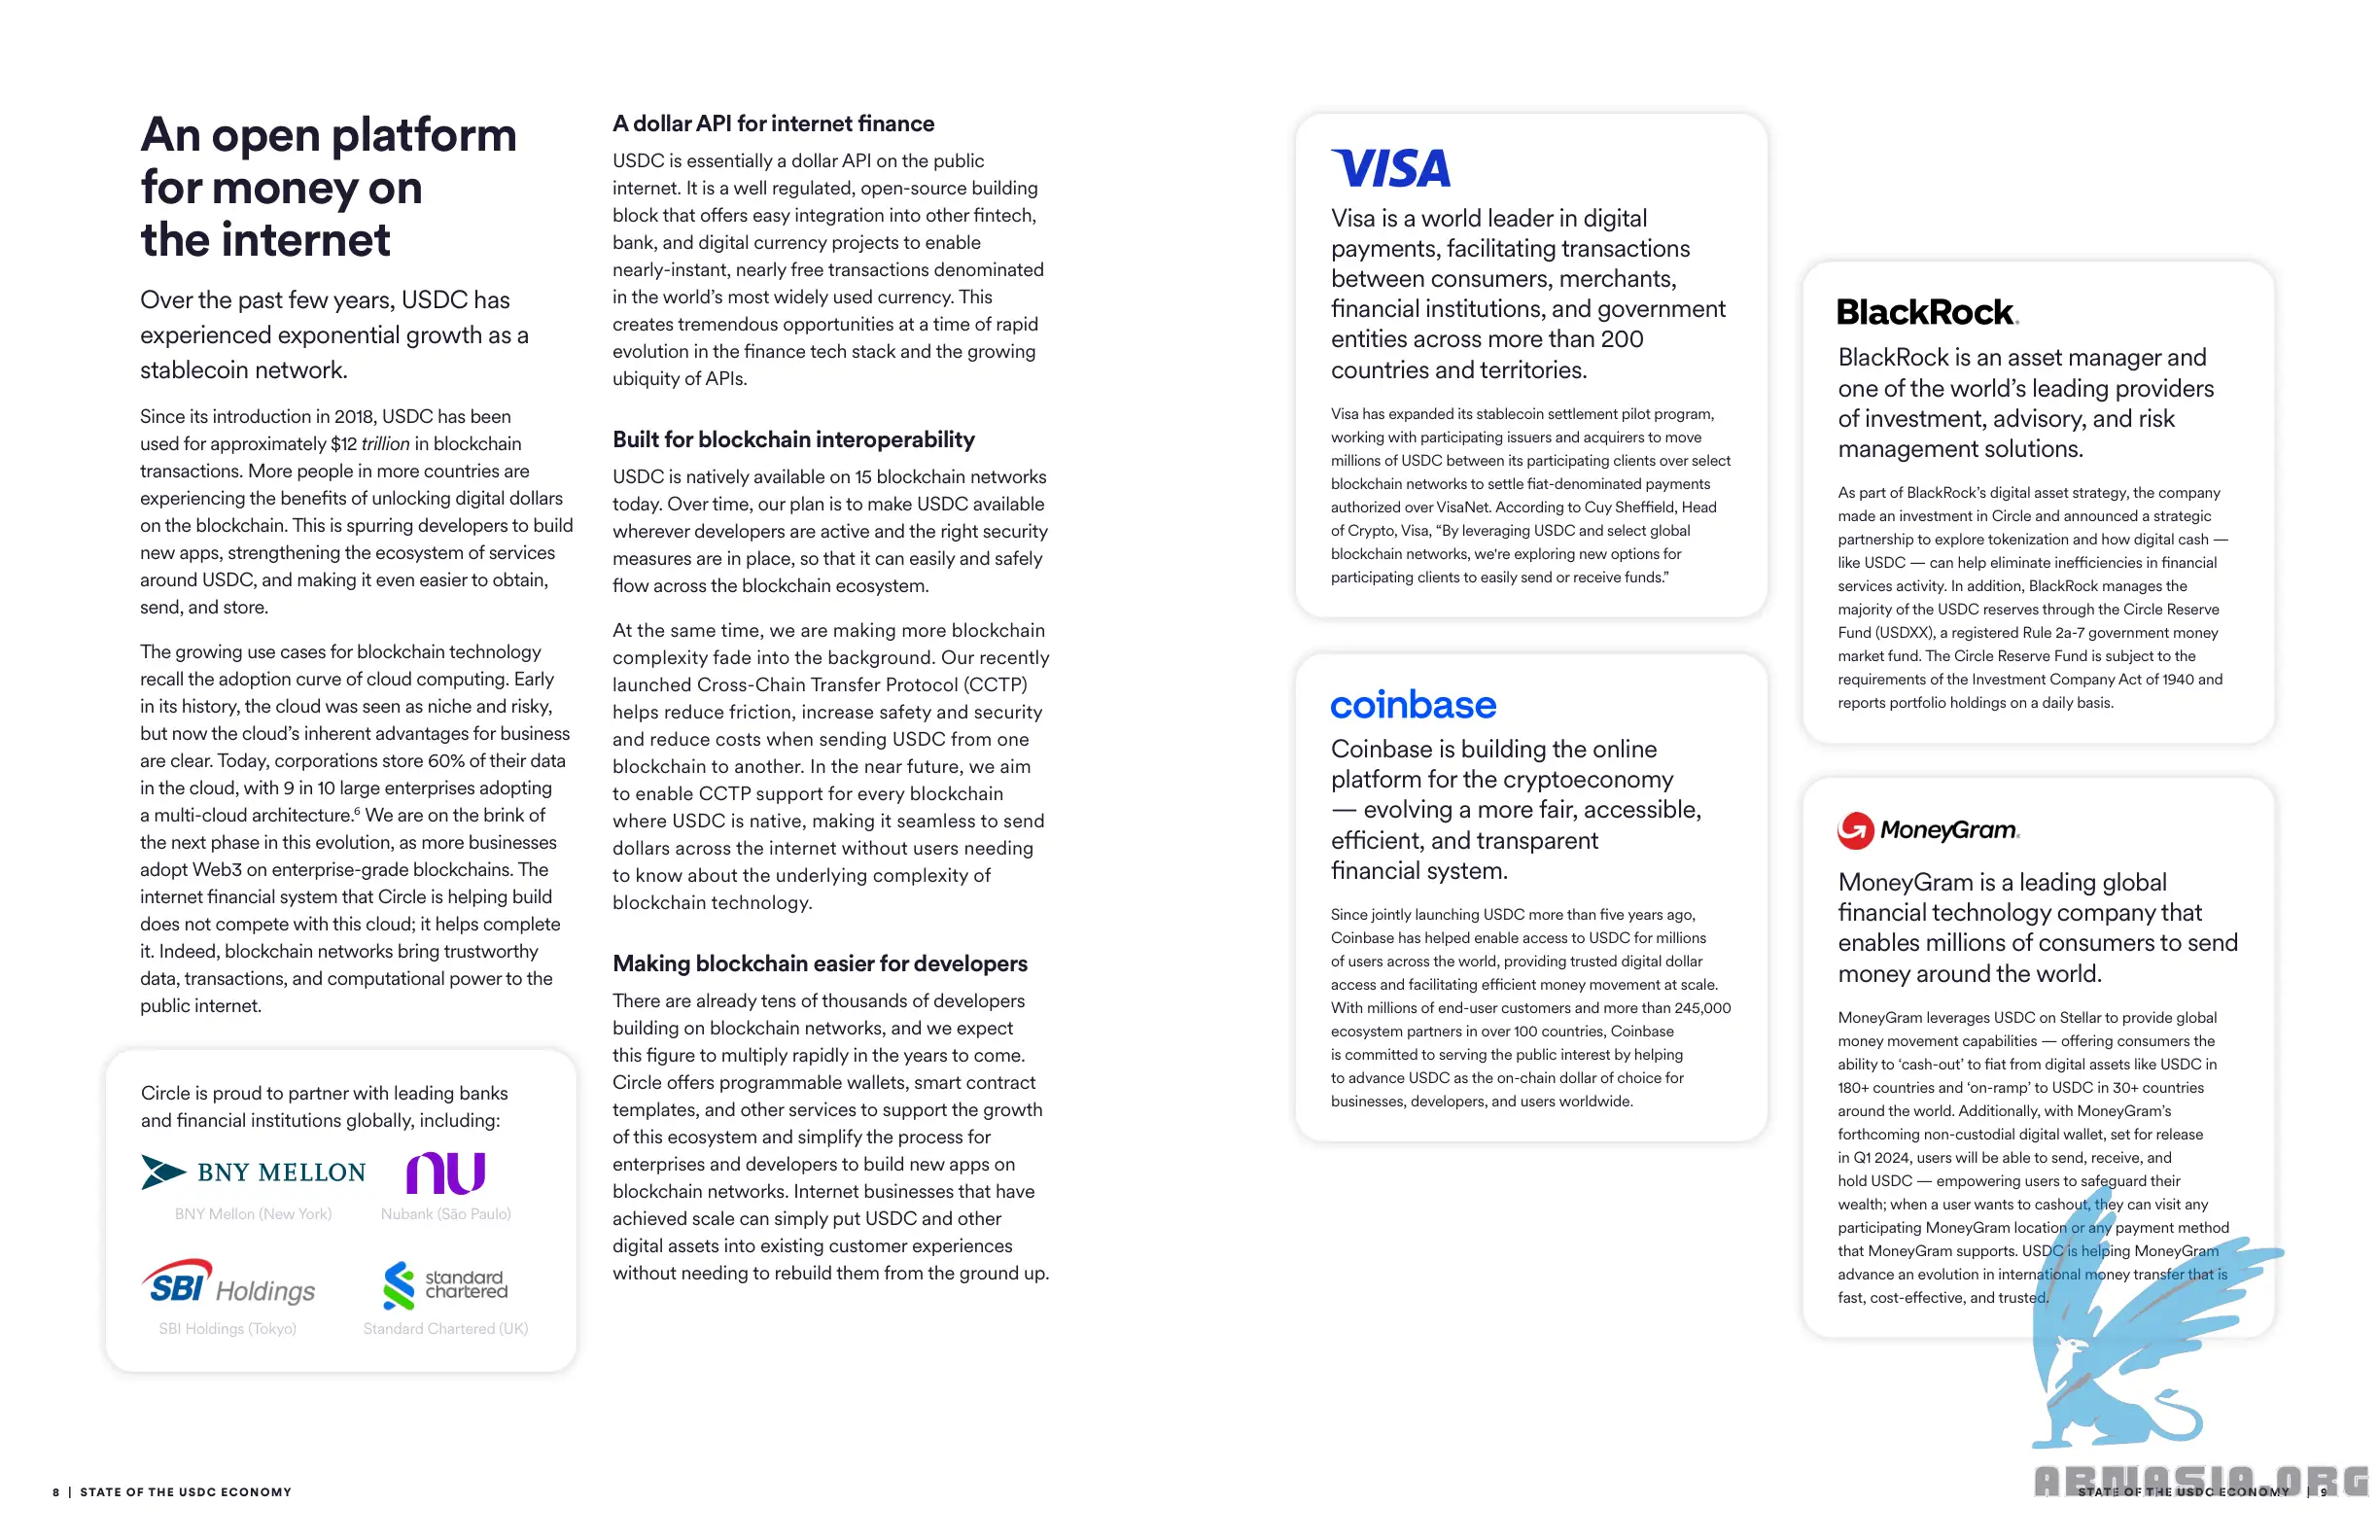 An open platform
for money on
the internet
Over the past few years, USDC has
experienced exponential growth as a
stablecoin network.
Since its introduction in 2018, USDC has been
used for approximately $12 trillion in blockchain
transactions. More people in more countries are
experiencing the benefits of unlocking digital dollars
on the blockchain. This is spurring developers to build
new apps, strengthening the ecosystem of services
around USDC, and making it even easier to obtain,
send, and store.
The growing use cases for blockchain technology
recall the adoption curve of cloud computing. Early
in its history, the cloud was seen as niche and risky,
but now the cloud's inherent advantages for business
are clear. Today, corporations store 60% of their data
in the cloud, with 9 in 10 large enterprises adopting
a multi-cloud architecture.⁶ We are on the brink of
the next phase in this evolution, as more businesses
adopt Web3 on enterprise-grade blockchains. The
internet financial system that Circle is helping build
does not compete with this cloud; it helps complete
it. Indeed, blockchain networks bring trustworthy
data, transactions, and computational power to the
public internet.
Circle is proud to partner with leading banks
and financial institutions globally, including:
BNY MELLON
BNY Mellon (New York)
nu
Nubank (São Paulo)
SBI Holdings
SBI Holdings (Tokyo)
standard
chartered
Standard Chartered (UK)
A dollar API for internet finance
USDC is essentially a dollar API on the public
internet. It is a well regulated, open-source building
block that offers easy integration into other fintech,
bank, and digital currency projects to enable
nearly-instant, nearly free transactions denominated
in the world's most widely used currency. This
creates tremendous opportunities at a time of rapid
evolution in the finance tech stack and the growing
ubiquity of APIs.
Built for blockchain interoperability
USDC is natively available on 15 blockchain networks
today. Over time, our plan is to make USDC available
wherever developers are active and the right security
measures are in place, so that it can easily and safely
flow across the blockchain ecosystem.
At the same time, we are making more blockchain
complexity fade into the background. Our recently
launched Cross-Chain Transfer Protocol (CCTP)
helps reduce friction, increase safety and security
and reduce costs when sending USDC from one
blockchain to another. In the near future, we aim
to enable CCTP support for every blockchain
where USDC is native, making it seamless to send
dollars across the internet without users needing
to know about the underlying complexity of
blockchain technology.
Making blockchain easier for developers
There are already tens of thousands of developers
building on blockchain networks, and we expect
this figure to multiply rapidly in the years to come.
Circle offers programmable wallets, smart contract
templates, and other services to support the growth
of this ecosystem and simplify the process for
enterprises and developers to build new apps on
blockchain networks. Internet businesses that have
achieved scale can simply put USDC and other
digital assets into existing customer experiences
without needing to rebuild them from the ground up.
8 | STATE OF THE USDC ECONOMY
VISA
Visa is a world leader in digital
payments, facilitating transactions
between consumers, merchants,
financial institutions, and government
entities across more than 200
countries and territories.
Visa has expanded its stablecoin settlement pilot program,
working with participating issuers and acquirers to move
millions of USDC between its participating clients over select
blockchain networks to settle fiat-denominated payments
authorized over VisaNet. According to Cuy Sheffield, Head
of Crypto, Visa, “By leveraging USDC and select global
blockchain networks, we're exploring new options for
participating clients to easily send or receive funds.”
coinbase
Coinbase is building the online
platform for the cryptoeconomy
— evolving a more fair, accessible,
efficient, and transparent
financial system.
Since jointly launching USDC more than five years ago,
Coinbase has helped enable access to USDC for millions
of users across the world, providing trusted digital dollar
access and facilitating efficient money movement at scale.
With millions of end-user customers and more than 245,000
ecosystem partners in over 100 countries, Coinbase
is committed to serving the public interest by helping
to advance USDC as the on-chain dollar of choice for
businesses, developers, and users worldwide.
BlackRock.
BlackRock is an asset manager and
one of the world's leading providers
of investment, advisory, and risk
management solutions.
As part of BlackRock's digital asset strategy, the company
made an investment in Circle and announced a strategic
partnership to explore tokenization and how digital cash —
like USDC — can help eliminate inefficiencies in financial
services activity. In addition, BlackRock manages the
majority of the USDC reserves through the Circle Reserve
Fund (USDXX), a registered Rule 2a-7 government money
market fund. The Circle Reserve Fund is subject to the
requirements of the Investment Company Act of 1940 and
reports portfolio holdings on a daily basis.
MoneyGram.
MoneyGram is a leading global
financial technology company that
enables millions of consumers to send
money around the world.
MoneyGram leverages USDC on Stellar to provide global
money movement capabilities — offering consumers the
ability to ‘cash-out’ to fiat from digital assets like USDC in
180+ countries and ‘on-ramp’ to USDC in 30+ countries
around the world. Additionally, with MoneyGram's
forthcoming non-custodial digital wallet, set for release
in Q1 2024, users will be able to send, receive, and
hold USDC — empowering users to safeguard their
wealth; when a user wants to cashout, they can visit any
participating MoneyGram location or any payment method
that MoneyGram supports. USDC is helping MoneyGram
advance an evolution in international money transfer that is
fast, cost-effective, and trusted.
ARMASIA.ORG
STATE OF THE USDC ECONOMY | 9